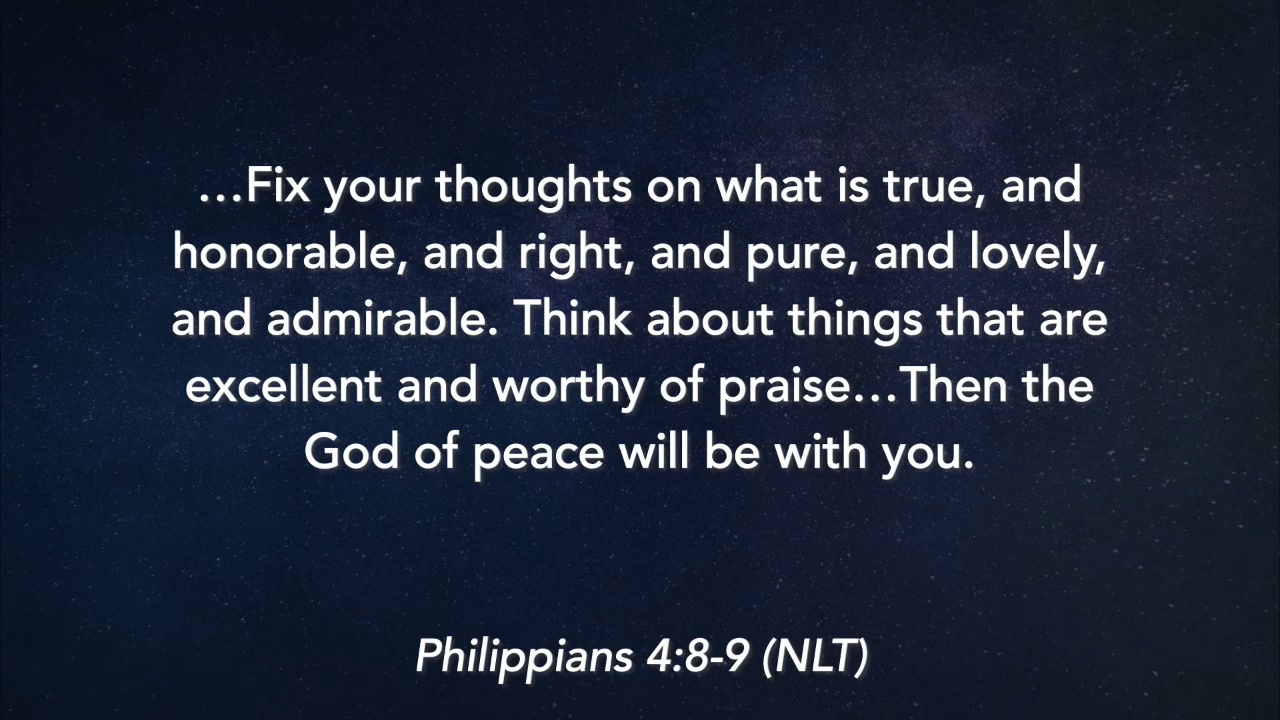 …Fix your thoughts on what is true, and
honorable, and right, and pure, and lovely,
and admirable. Think about things that are
excellent and worthy of praise…Then the
God of peace will be with you.
Philippians 4:8-9 (NLT)